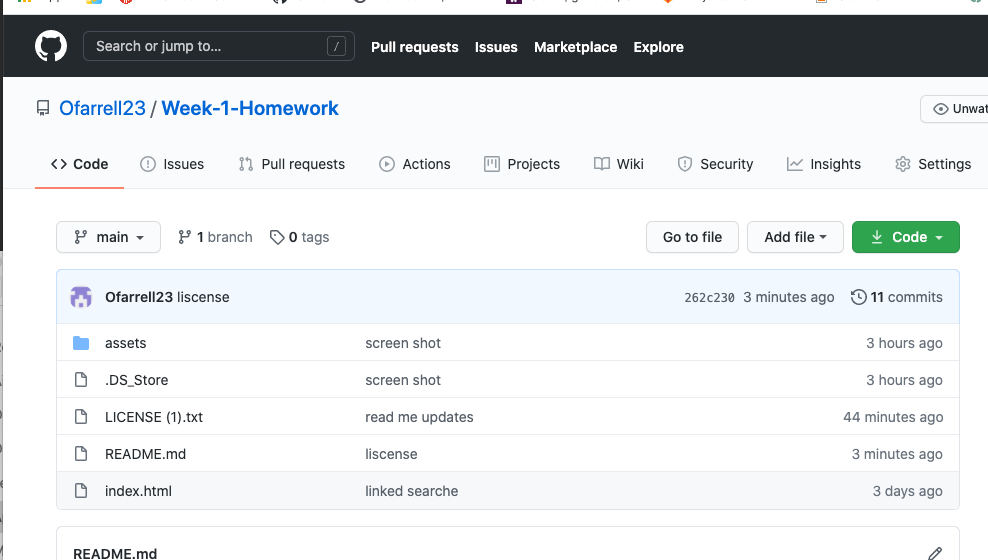 Search or jump to... / Pull requests Issues Marketplace Explore
Ofarrell23 / Week-1-Homework
Code Issues Pull requests Actions Projects Wiki Security Insights Settings
main 1 branch 0 tags Go to file Add file Code
Ofarrell23 liscense 262c230 3 minutes ago 11 commits
assets screen shot 3 hours ago
.DS_Store screen shot 3 hours ago
LICENSE (1).txt read me updates 44 minutes ago
README.md liscense 3 minutes ago
index.html linked searche 3 days ago
README.md